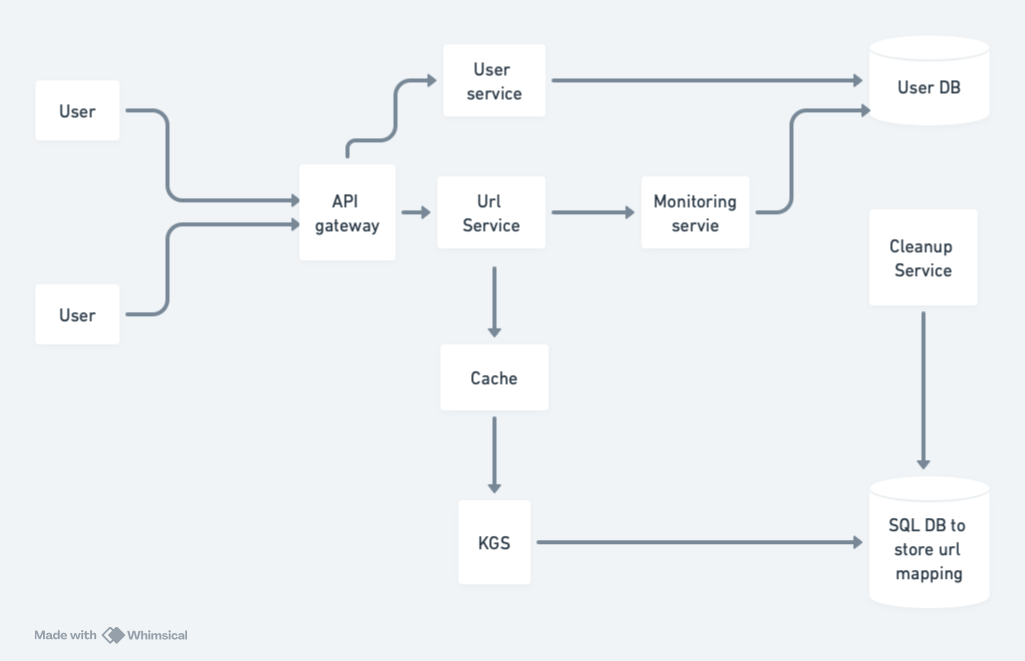 User
service
User DB
User
API
gateway
Url
Service
Monitoring
servie
Cleanup
Service
User
Cache
KGS
SQL DB to
store url
mapping
Made with Whimsical